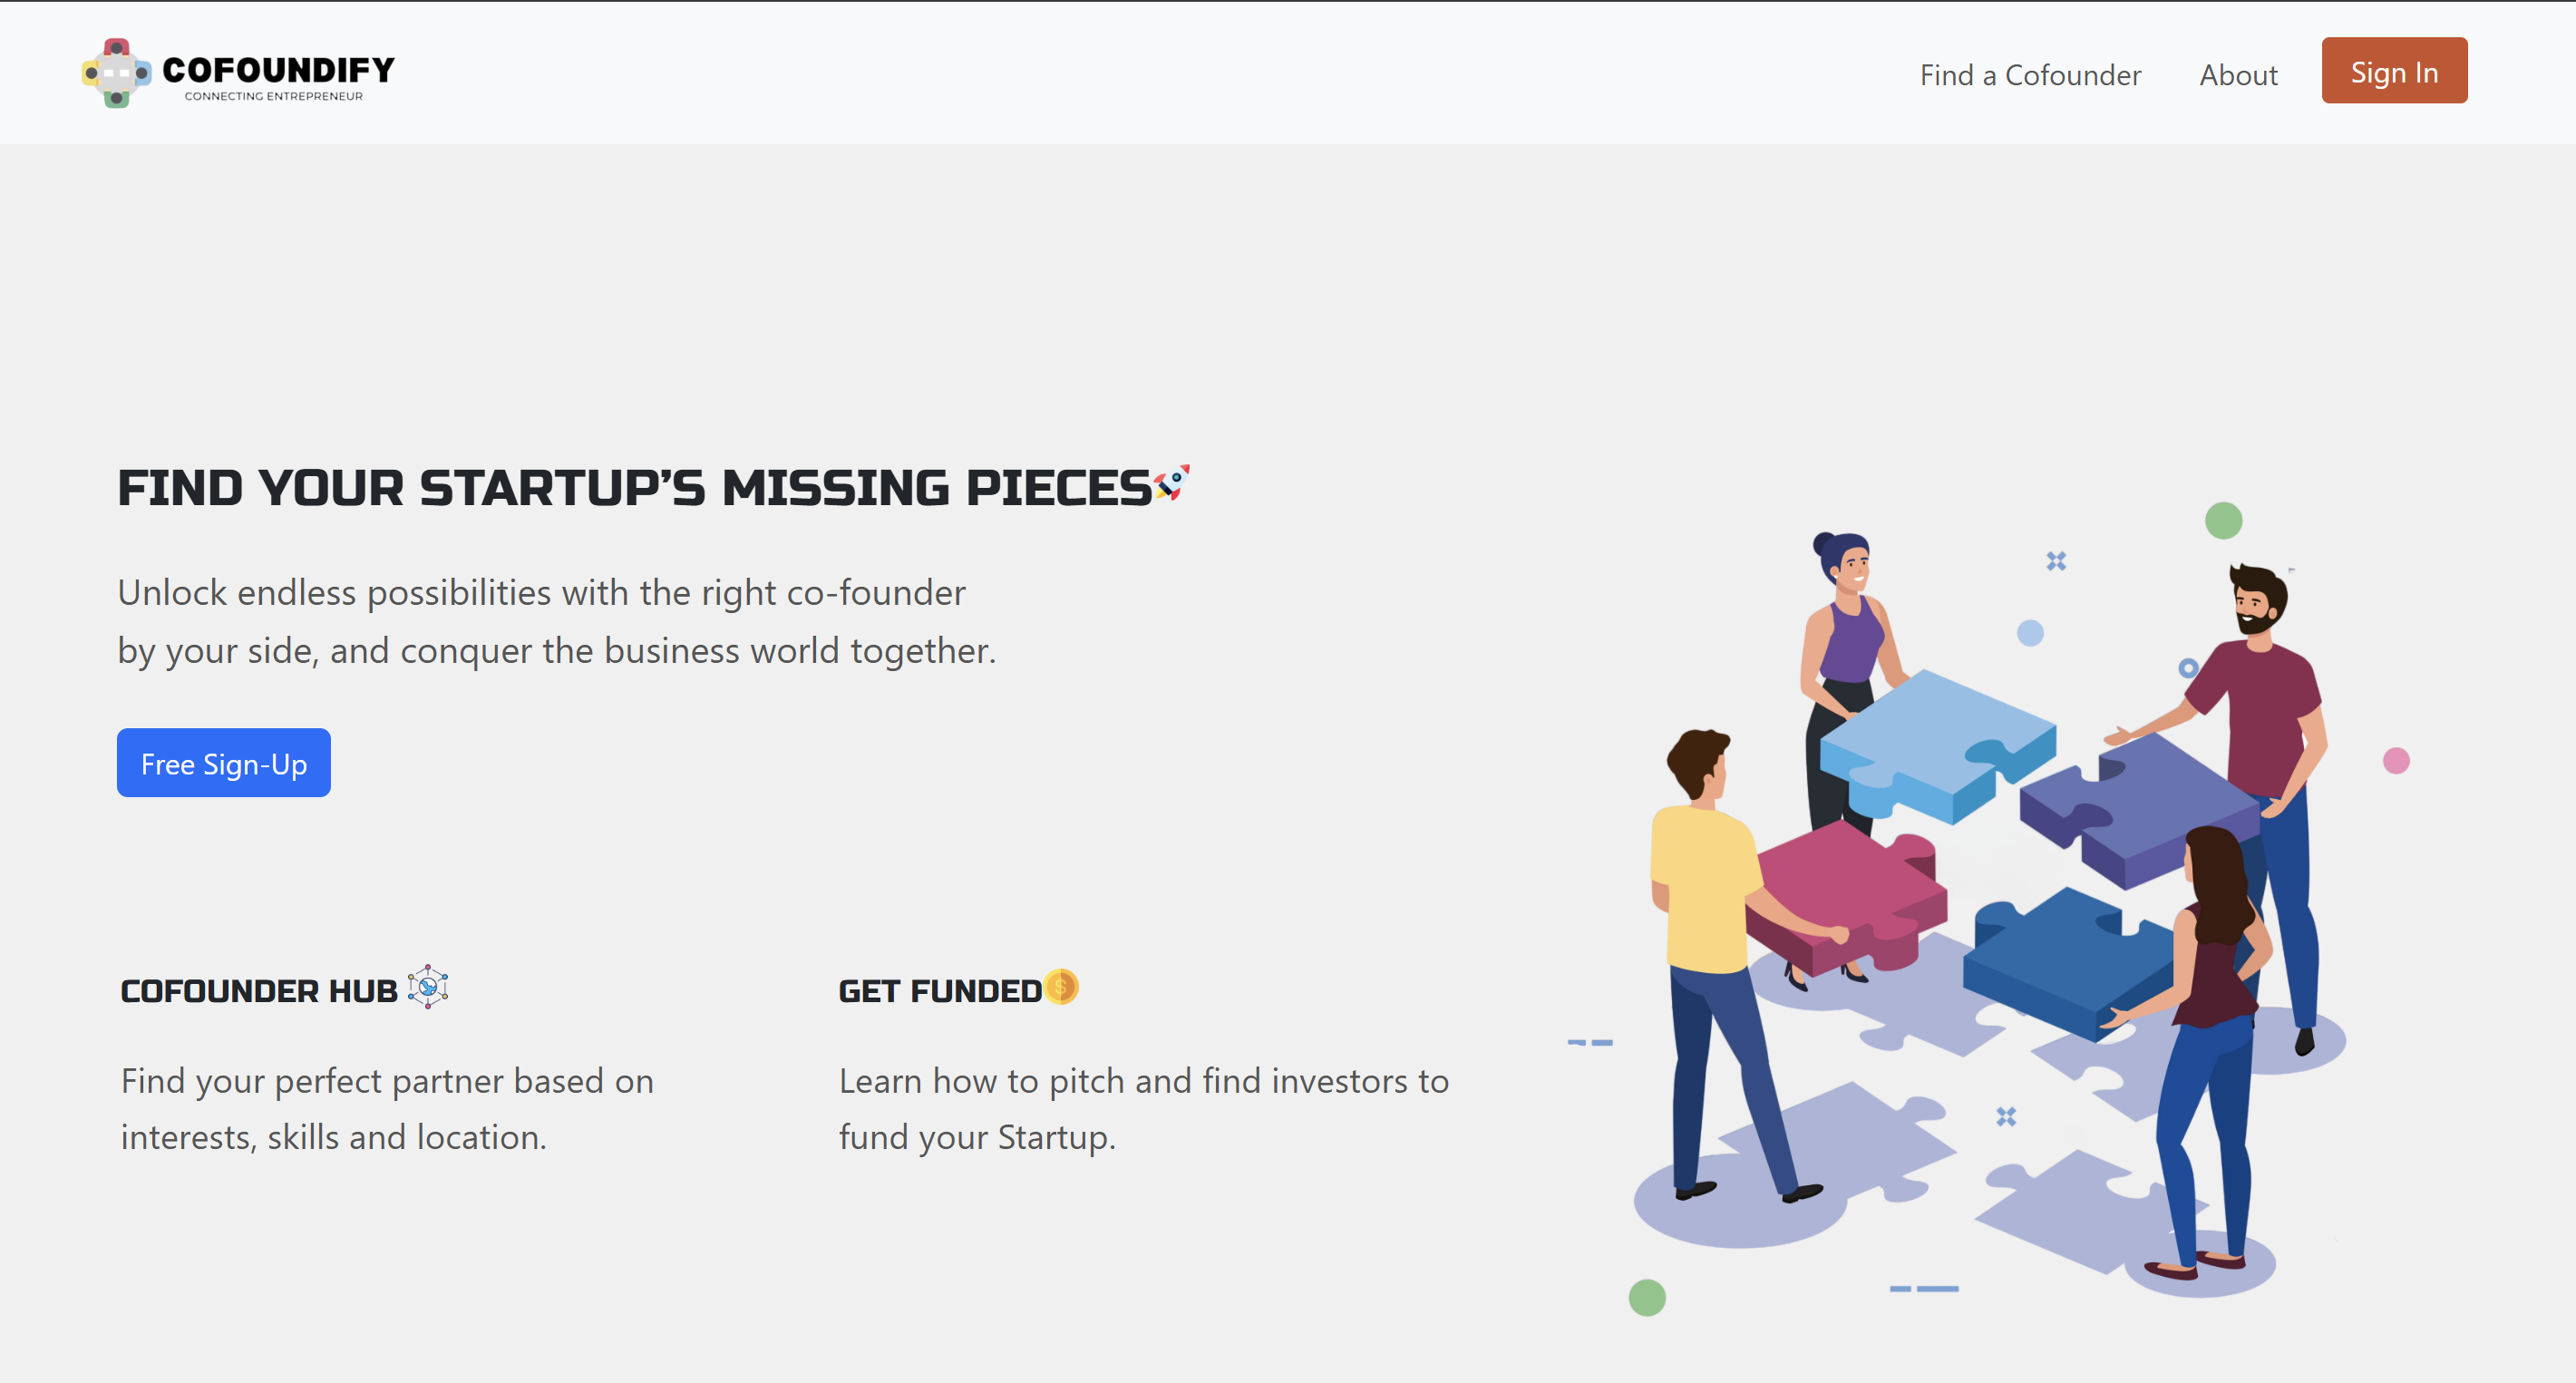 COFOUNDIFY
CONNECTING ENTREPRENEUR
Find a Cofounder
About
Sign In
FIND YOUR STARTUP’S MISSING PIECES🚀
Unlock endless possibilities with the right co-founder
by your side, and conquer the business world together.
Free Sign-Up
COFOUNDER HUB
Find your perfect partner based on
interests, skills and location.
GET FUNDED
Learn how to pitch and find investors to
fund your Startup.